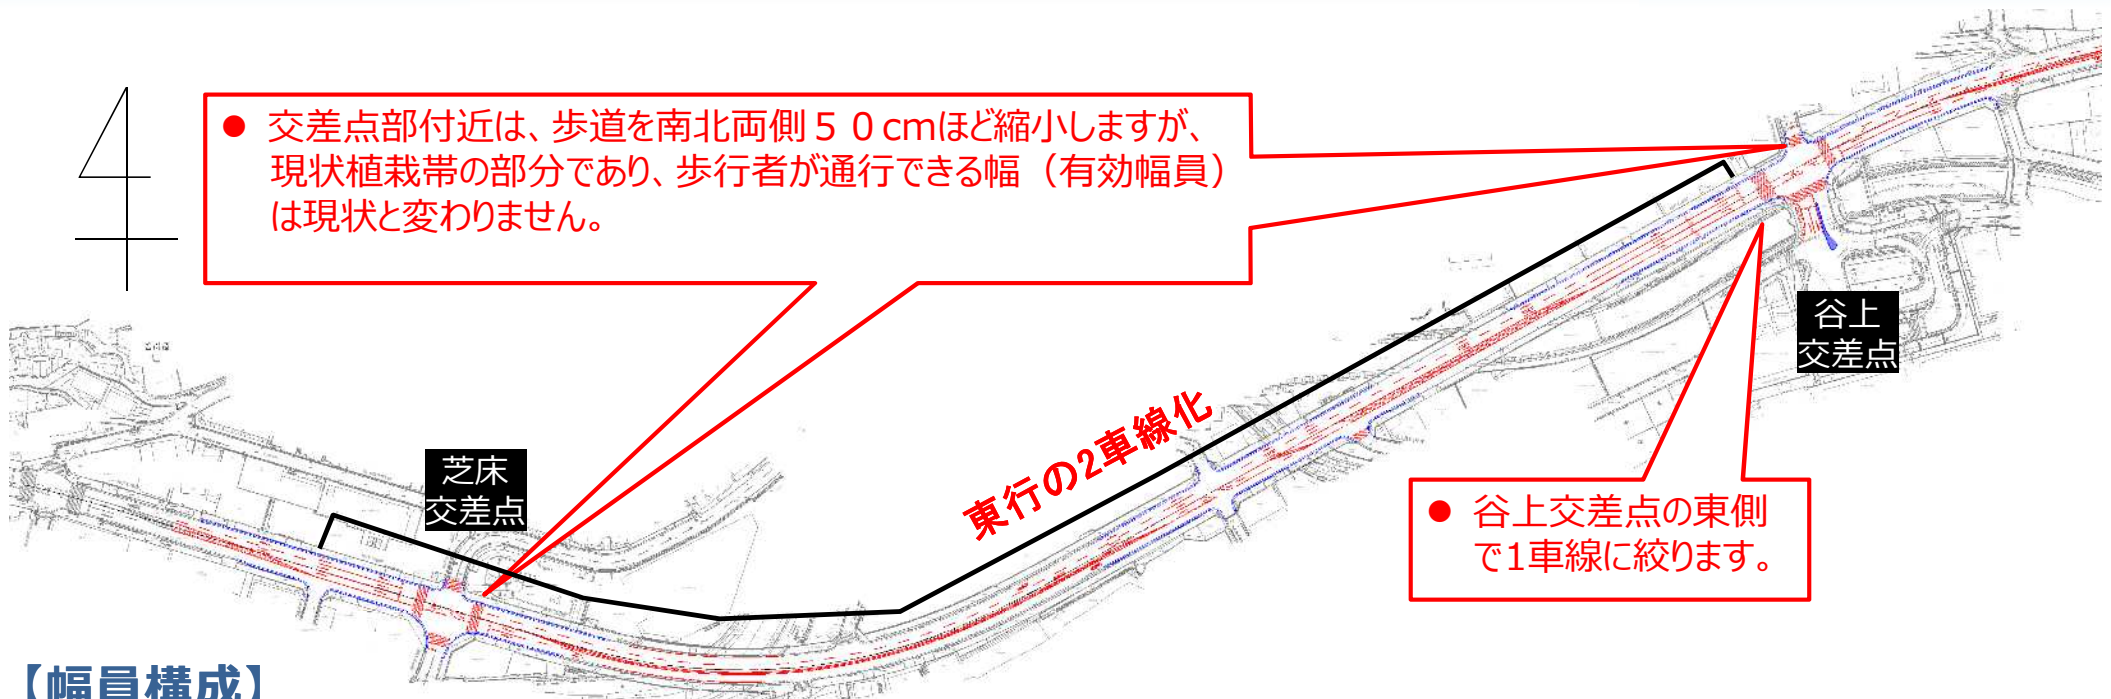 ● 交差点部付近は、歩道を南北両側５０cmほど縮小しますが、
現状植栽帯の部分であり、歩行者が通行できる幅（有効幅員）
は現状と変わりません。
谷上
交差点
東行の2車線化
芝床
交差点
● 谷上交差点の東側
で1車線に絞ります。
【幅員構成】